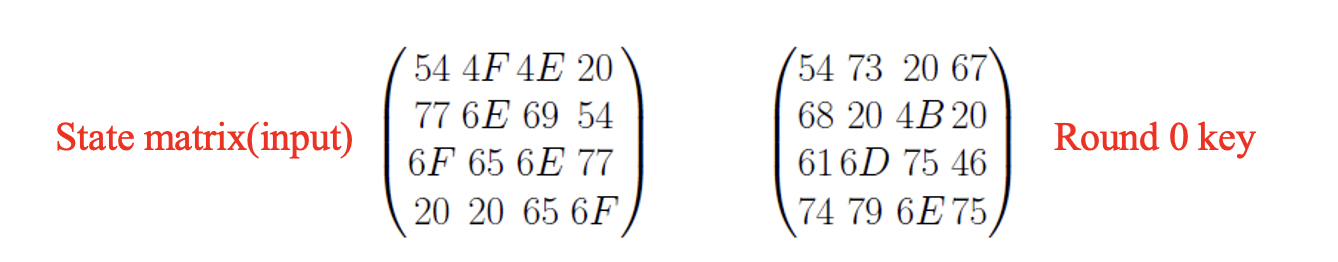 State matrix(input)
54 4F 4E 20
77 6E 69 54
6F 65 6E 77
20 20 65 6F
54 73 20 67
68 20 4B 20
61 6D 75 46
74 79 6E 75
Round 0 key